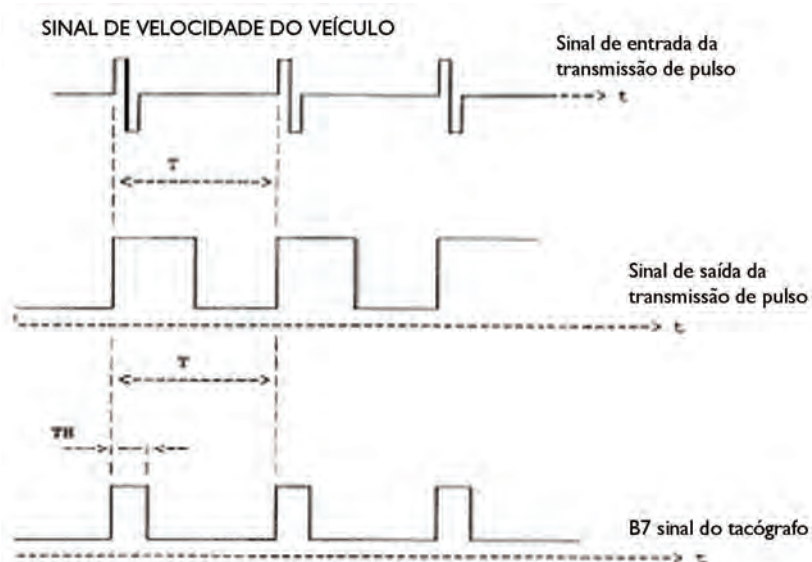 SINAL DE VELOCIDADE DO VEÍCULO
Sinal de entrada da
transmissão de pulso
t
T
Sinal de saída da
transmissão de pulso
t
T
TH
B7 sinal do tacógrafo
t